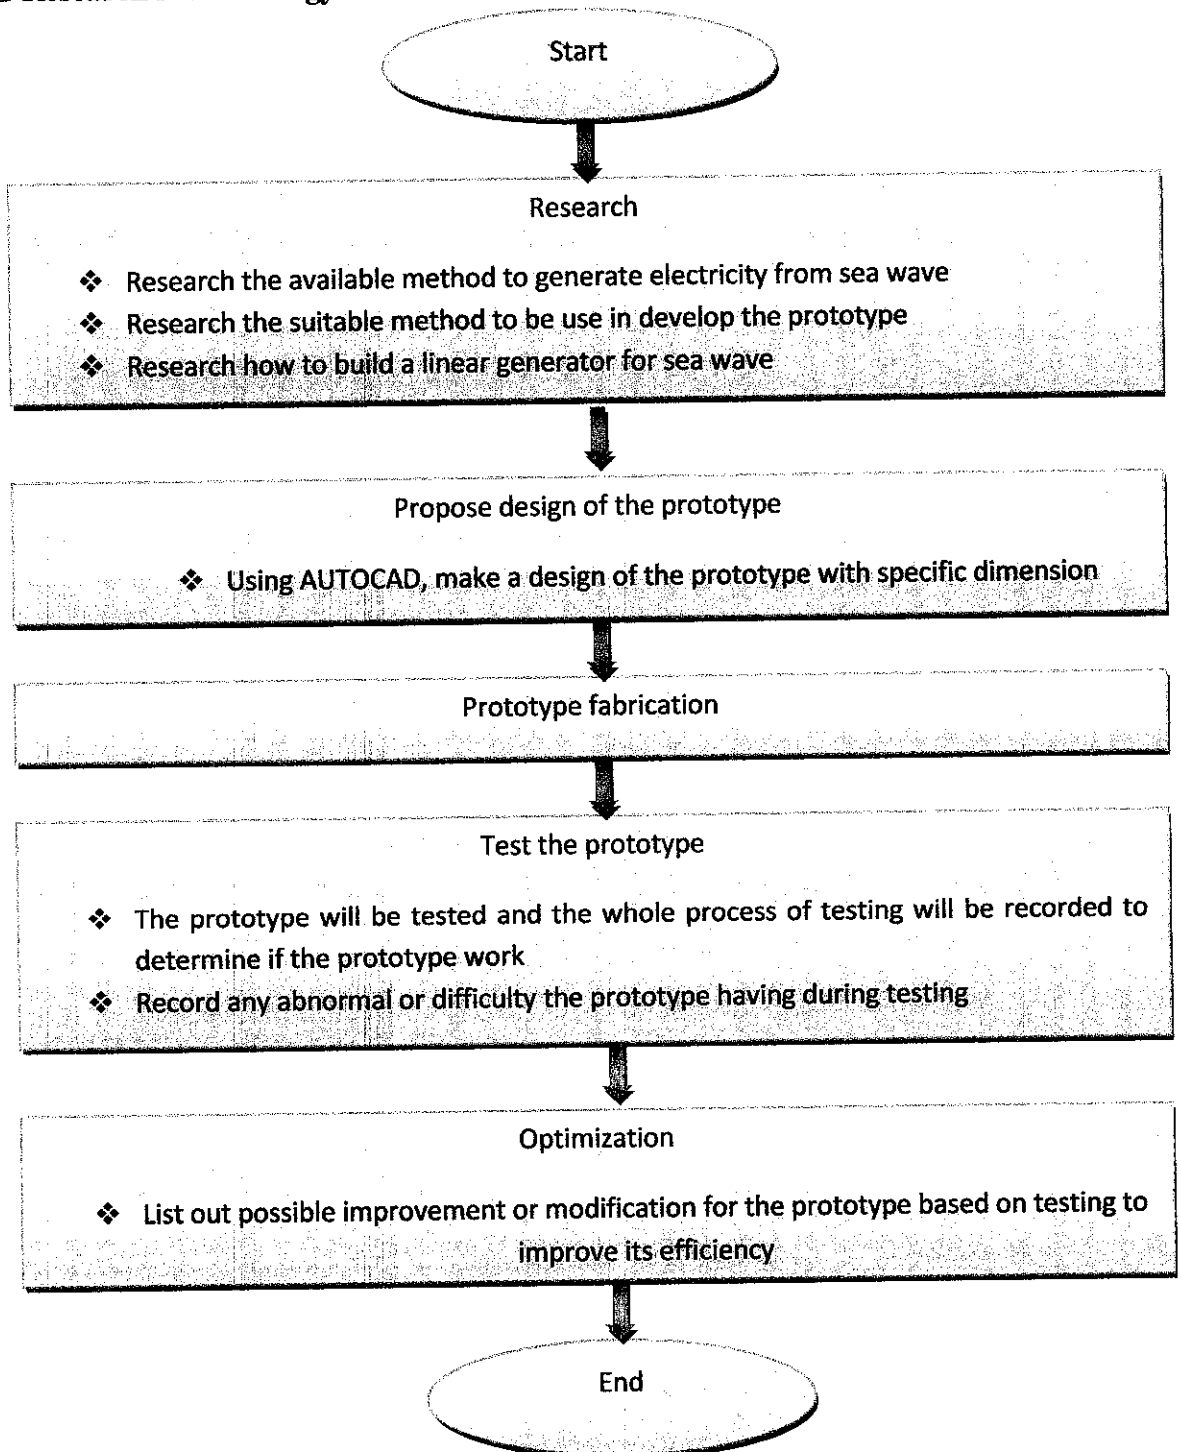 Start
Research
❖ Research the available method to generate electricity from sea wave
❖ Research the suitable method to be use in develop the prototype
❖ Research how to build a linear generator for sea wave
Propose design of the prototype
❖ Using AUTOCAD, make a design of the prototype with specific dimension
Prototype fabrication
Test the prototype
❖ The prototype will be tested and the whole process of testing will be recorded to
determine if the prototype work
❖ Record any abnormal or difficulty the prototype having during testing
Optimization
❖ List out possible improvement or modification for the prototype based on testing to
improve its efficiency
End